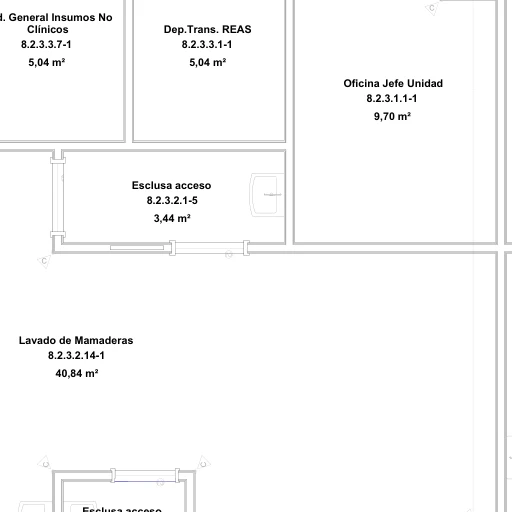 d. General Insumos No
Clínicos
8.2.3.3.7-1
5,04 m²
Dep.Trans. REAS
8.2.3.3.1-1
5,04 m²
Oficina Jefe Unidad
8.2.3.1.1-1
9,70 m²
Esclusa acceso
8.2.3.2.1-5
3,44 m²
C
Lavado de Mamaderas
8.2.3.2.14-1
40,84 m²
C
C
Esclusa acceso